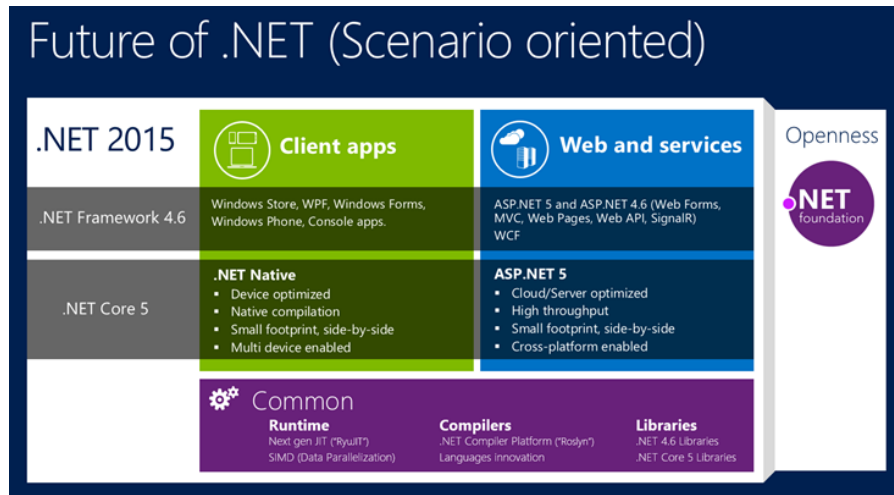 Future of .NET (Scenario oriented)
.NET 2015
Client apps
Web and services
Openness
.NET
foundation
.NET Framework 4.6
Windows Store, WPF, Windows Forms,
Windows Phone, Console apps.
ASP.NET 5 and ASP.NET 4.6 (Web Forms,
MVC, Web Pages, Web API, SignalR)
WCF
.NET Core 5
.NET Native
▪ Device optimized
▪ Native compilation
▪ Small footprint, side-by-side
▪ Multi device enabled
ASP.NET 5
▪ Cloud/Server optimized
▪ High throughput
▪ Small footprint, side-by-side
▪ Cross-platform enabled
Common
Runtime
Next gen JIT ("RyuJIT")
SIMD (Data Parallelization)
Compilers
.NET Compiler Platform ("Roslyn")
Languages innovation
Libraries
.NET 4.6 Libraries
.NET Core 5 Libraries